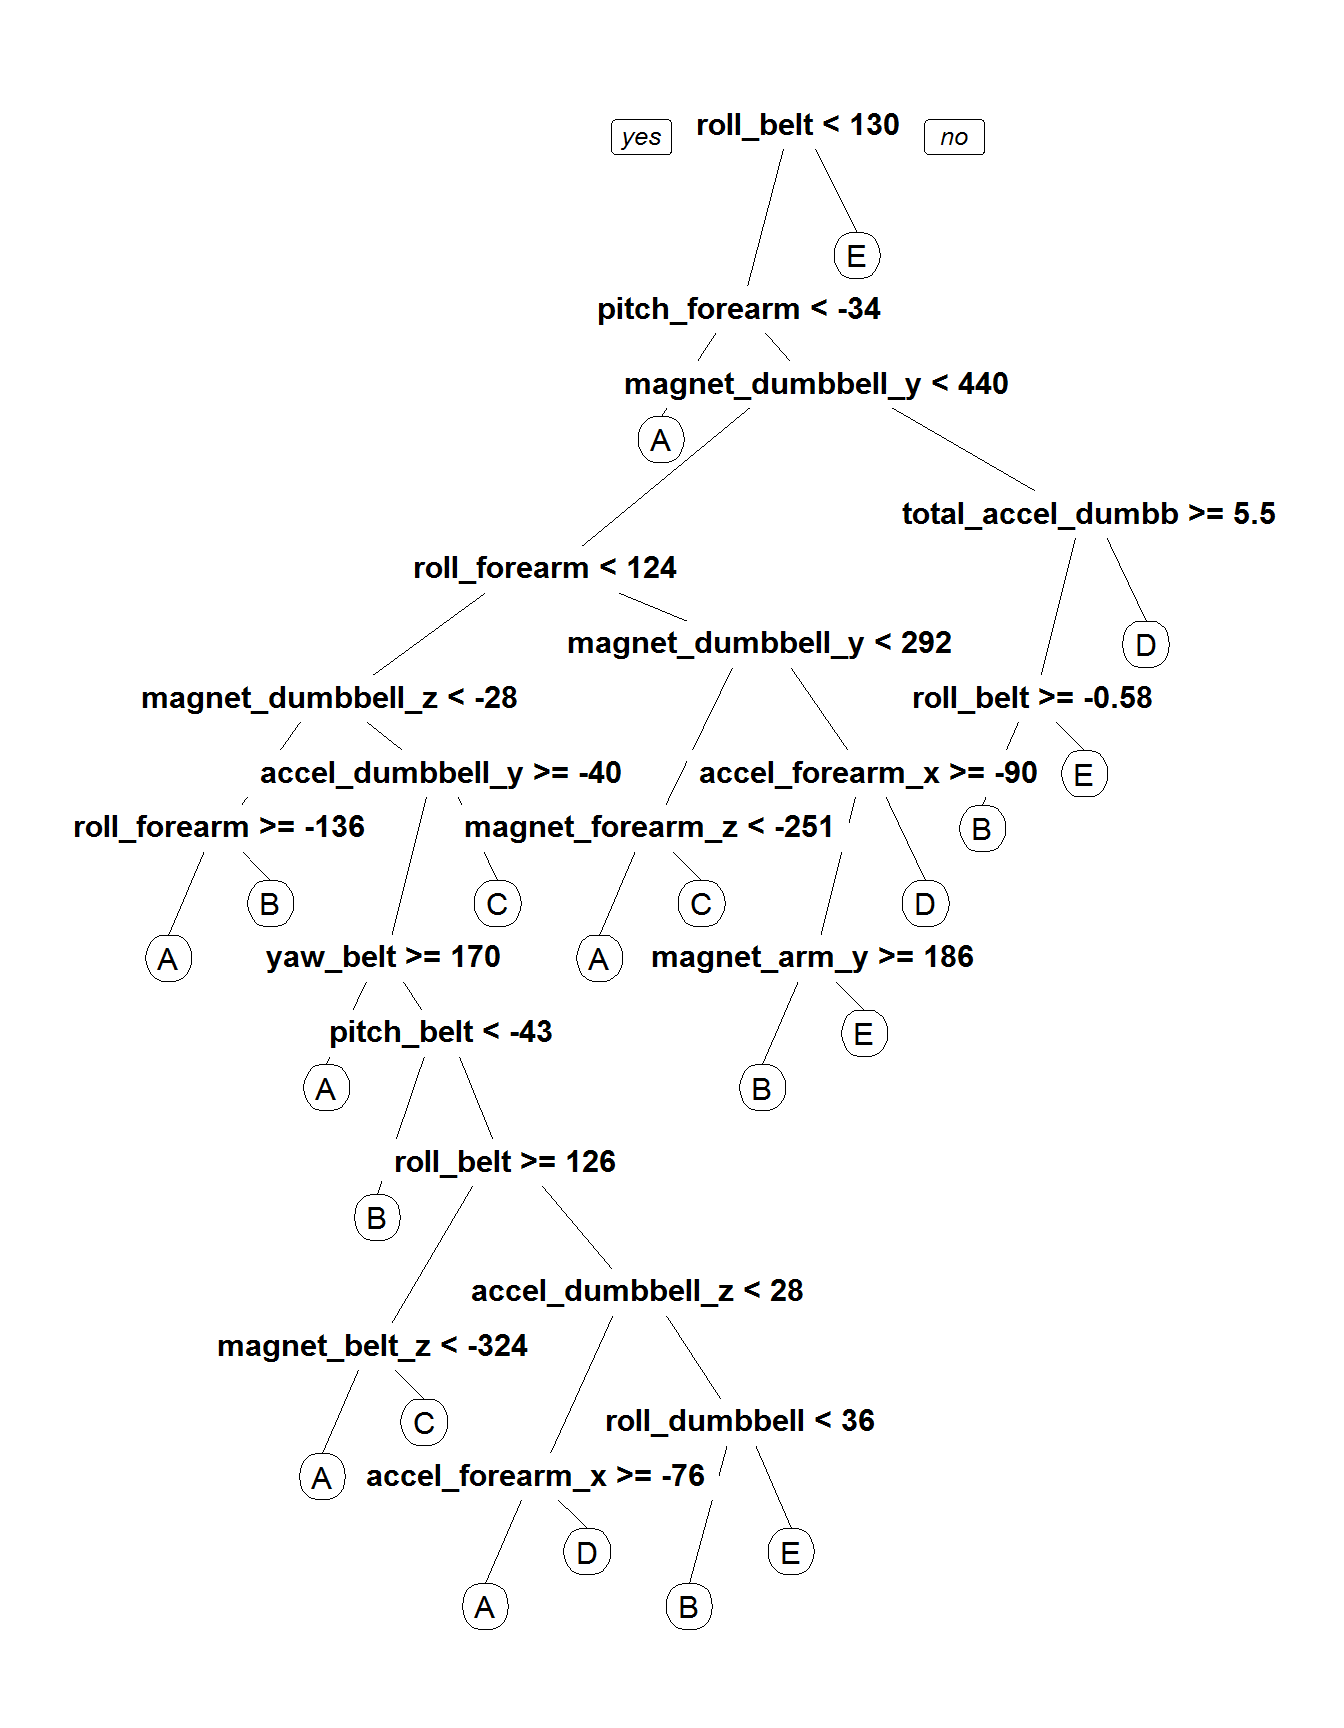 yes roll_belt < 130 no
E
pitch_forearm < -34
magnet_dumbbell_y < 440
A
total_accel_dumbb >= 5.5
roll_forearm < 124
magnet_dumbbell_y < 292
D
magnet_dumbbell_z < -28
roll_belt >= -0.58
accel_dumbbell_y >= -40
accel_forearm_x >= -90
E
roll_forearm >= -136
magnet_forearm_z < -251
B
B
C
C
D
A
yaw_belt >= 170
A
magnet_arm_y >= 186
pitch_belt < -43
E
A
B
roll_belt >= 126
B
accel_dumbbell_z < 28
magnet_belt_z < -324
C
roll_dumbbell < 36
A
accel_forearm_x >= -76
D
E
A
B